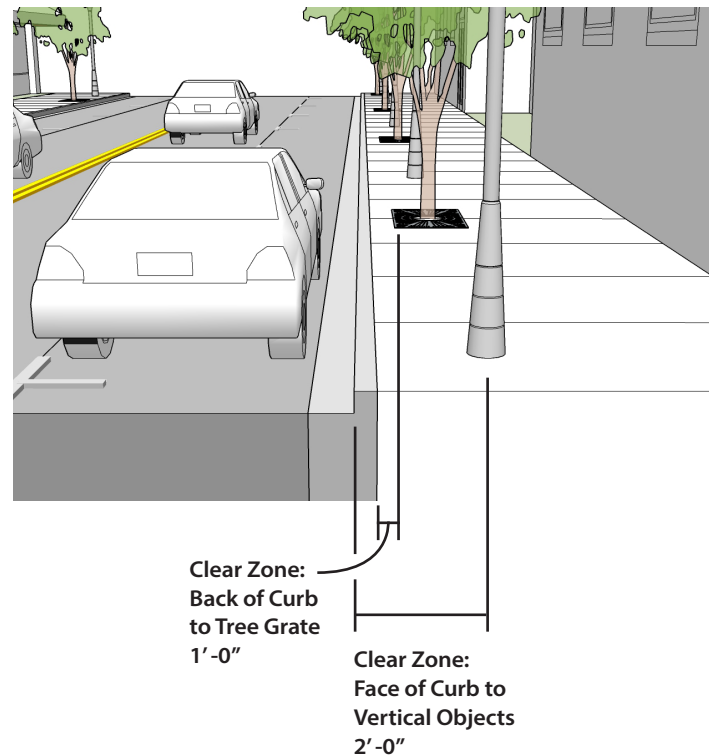 Clear Zone:
Back of Curb
to Tree Grate
1’-0”
Clear Zone:
Face of Curb to
Vertical Objects
2’-0”